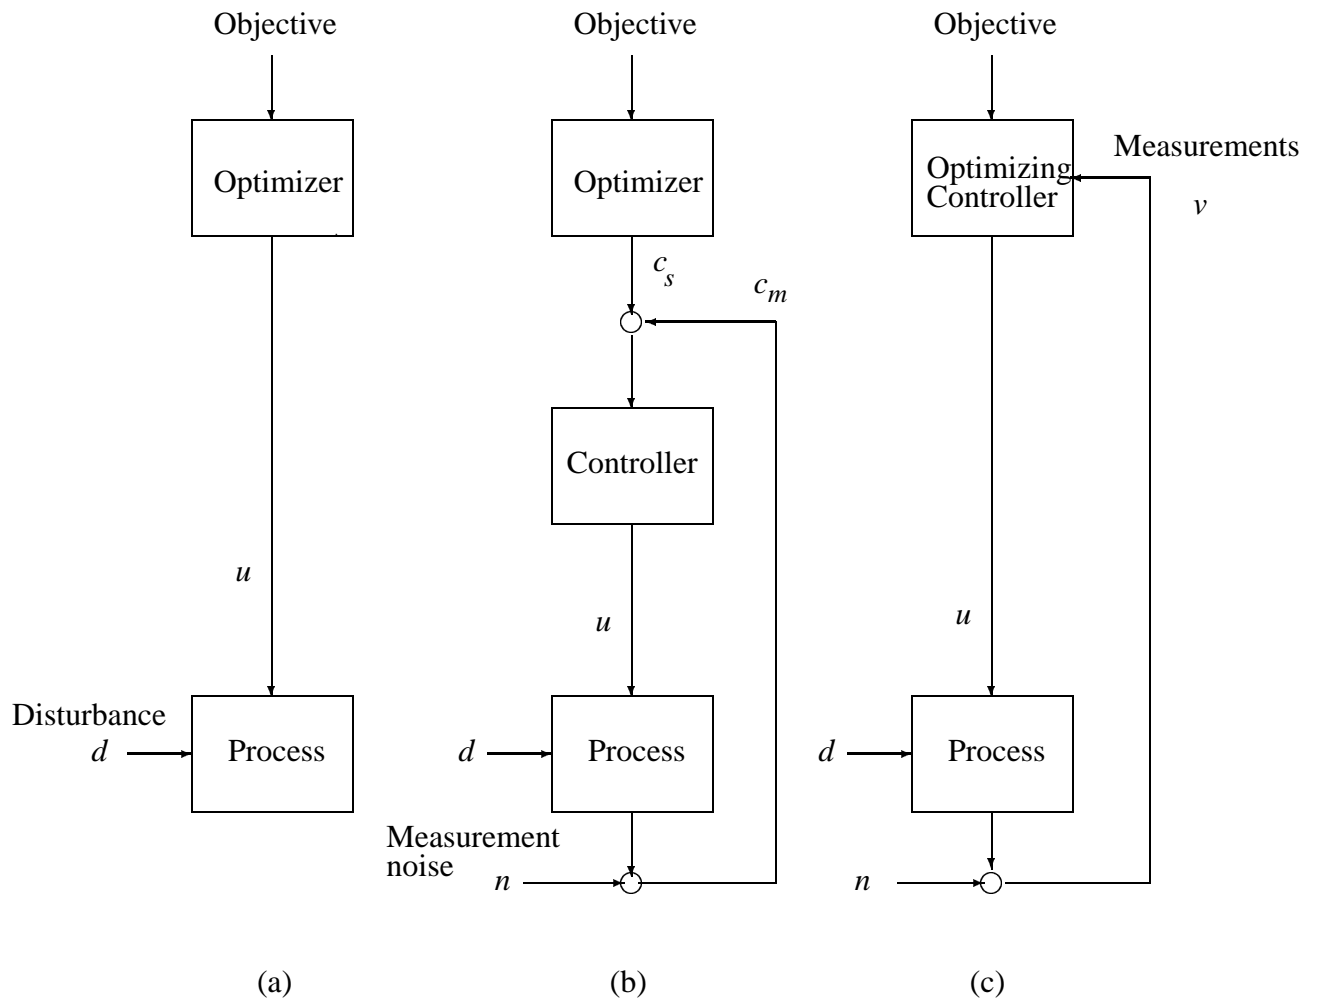 Objective
Optimizer
u
Disturbance
d
Process
(a)
Objective
Optimizer
c_s
c_m
Controller
u
d
Process
Measurement
noise
n
(b)
Objective
Optimizing
Controller
Measurements
v
u
d
Process
n
(c)